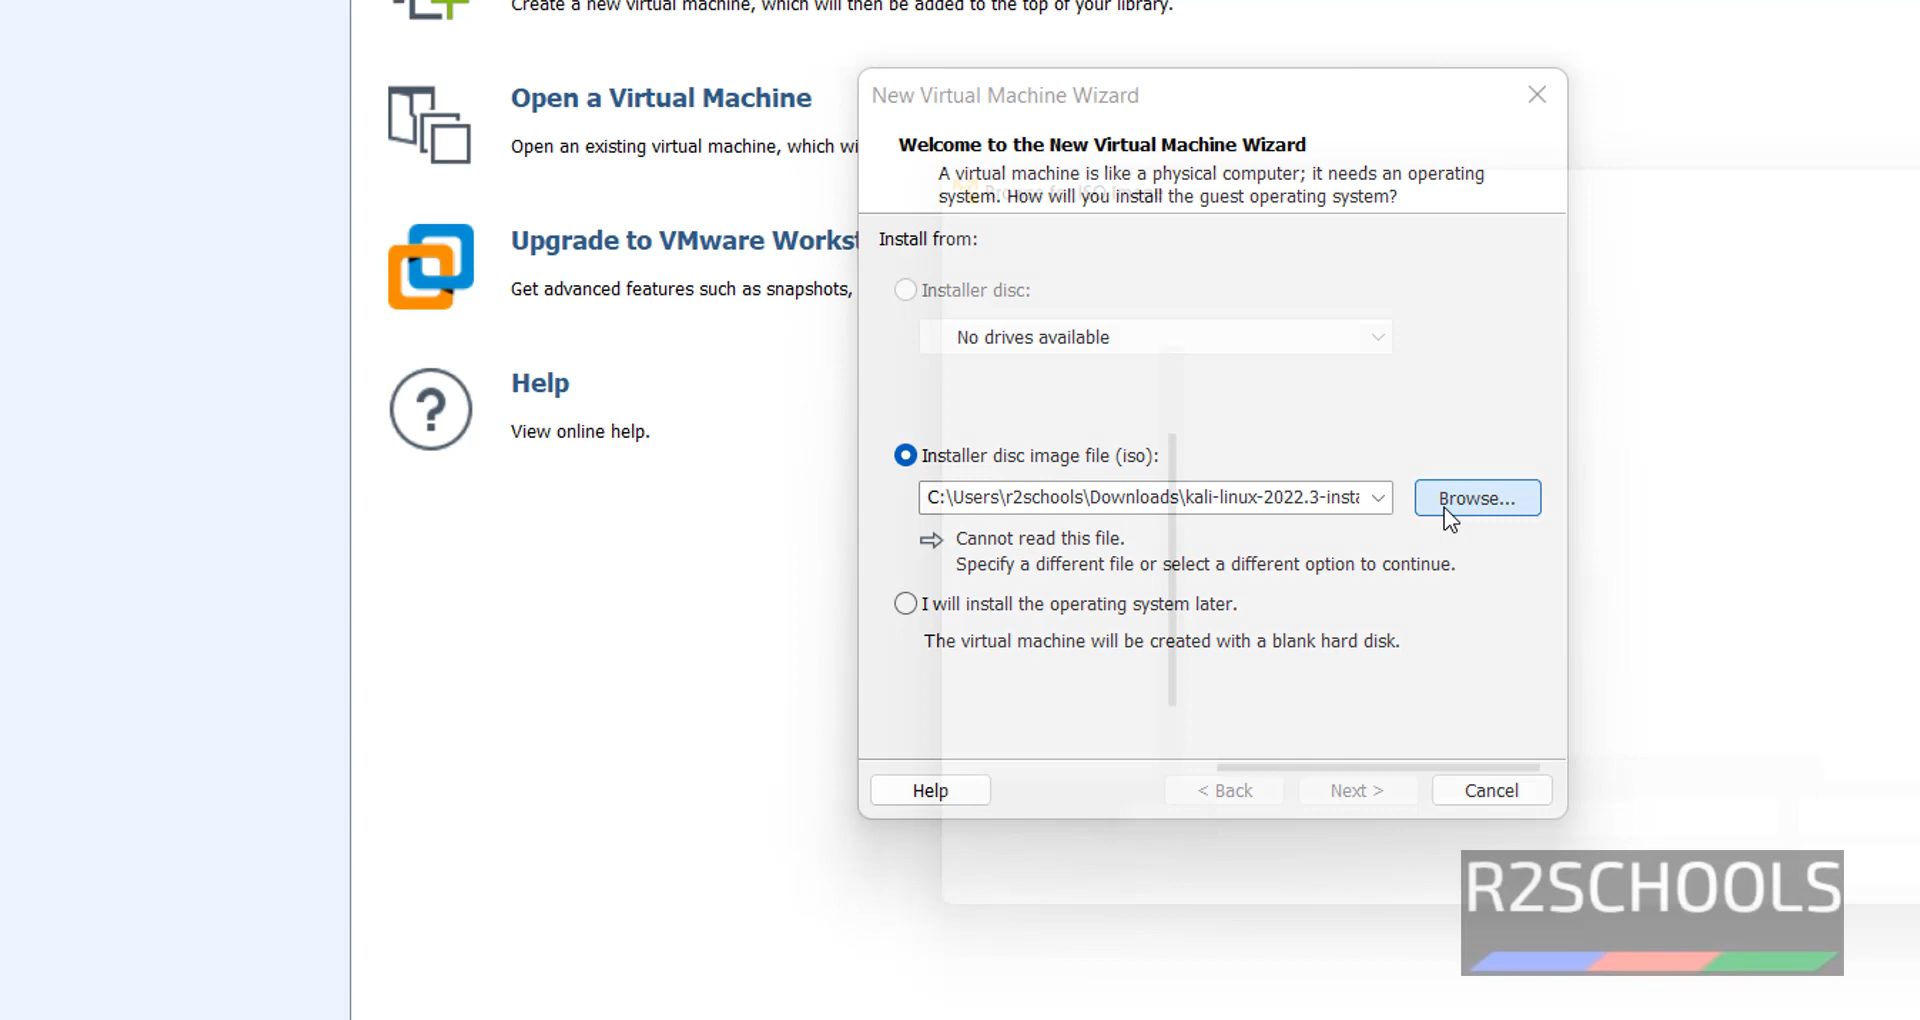 Create a new virtual machine, which will then be added to the top of your library.
Open a Virtual Machine
Open an existing virtual machine, which wi
Upgrade to VMware Workst
Get advanced features such as snapshots,
?
Help
View online help.
New Virtual Machine Wizard
Welcome to the New Virtual Machine Wizard
A virtual machine is like a physical computer; it needs an operating
system. How will you install the guest operating system?
Browse for ISO Image
Install from:
Installer disc:
No drives available
Installer disc image file (iso):
C:\Users\r2schools\Downloads\kali-linux-2022.3-insta
Browse...
Cannot read this file.
Specify a different file or select a different option to continue.
I will install the operating system later.
The virtual machine will be created with a blank hard disk.
Help
< Back
Next >
Cancel
R2SCHOOLS